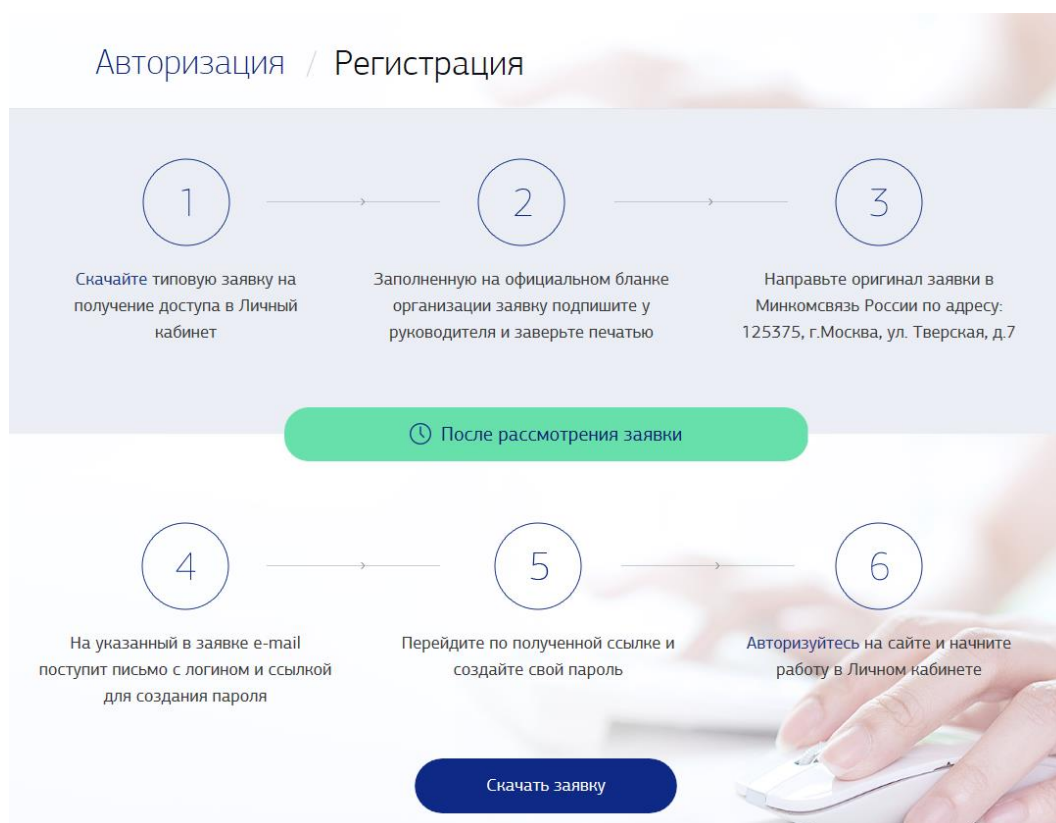 Авторизация / Регистрация
1
2
3
Скачайте типовую заявку на
получение доступа в Личный
кабинет
Заполненную на официальном бланке
организации заявку подпишите у
руководителя и заверьте печатью
Направьте оригинал заявки в
Минкомсвязь России по адресу:
125375, г.Москва, ул. Тверская, д.7
После рассмотрения заявки
4
5
6
На указанный в заявке e-mail
поступит письмо с логином и ссылкой
для создания пароля
Перейдите по полученной ссылке и
создайте свой пароль
Авторизуйтесь на сайте и начните
работу в Личном кабинете
Скачать заявку